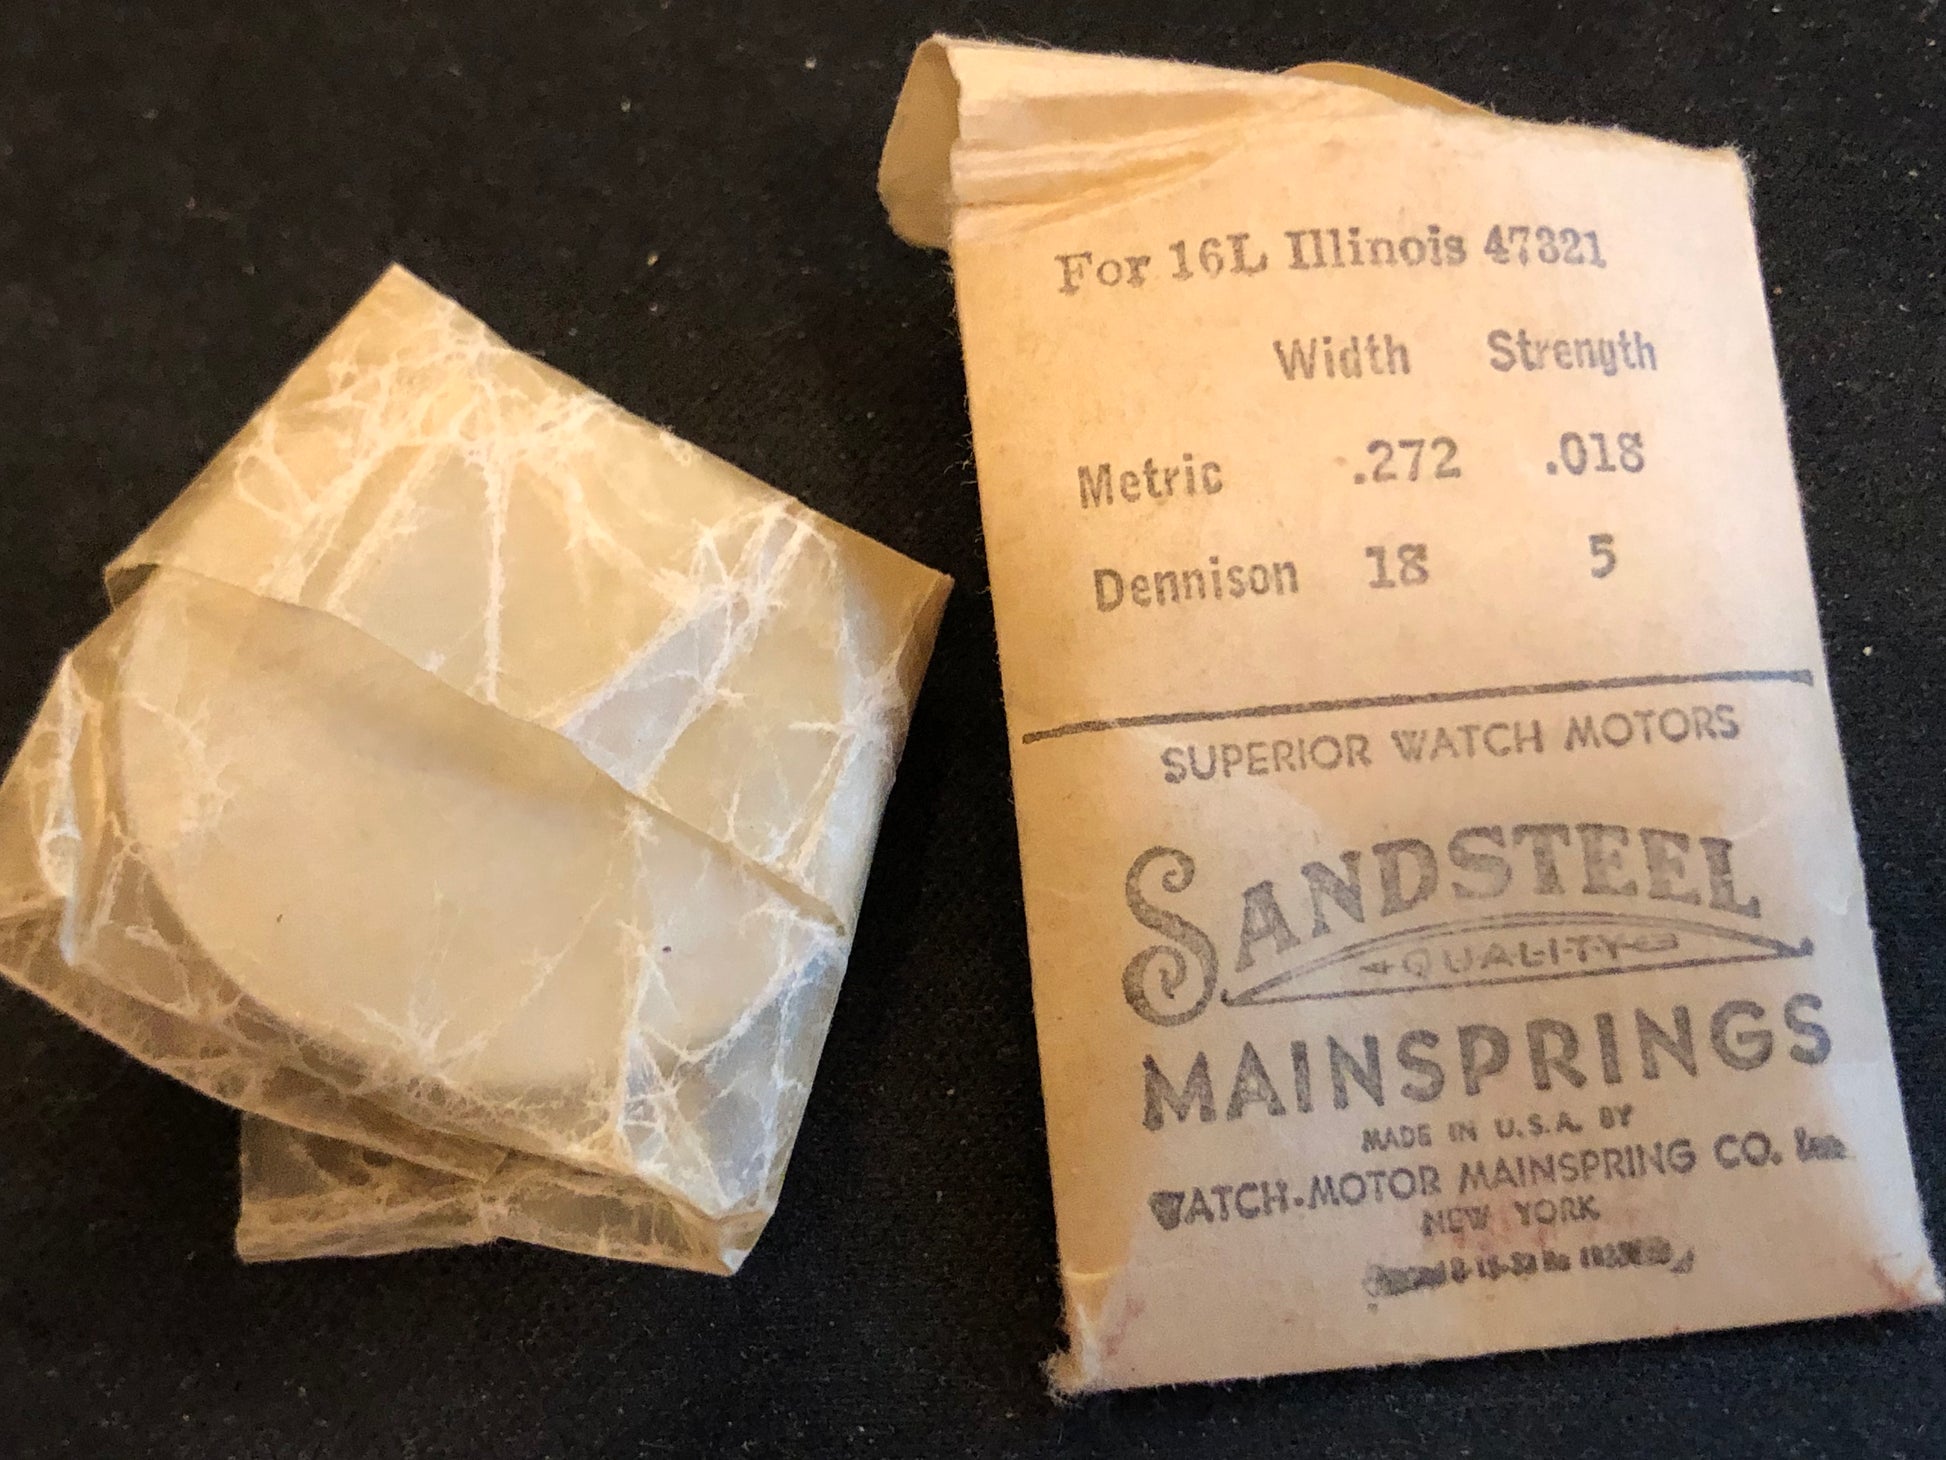 For 16L Illinois 47321
Width Strength
Metric .272 .018
Dennison 18 5
SUPERIOR WATCH MOTORS
SANDSTEEL
QUALITY
MAINSPRINGS
MADE IN U.S.A. BY
WATCH-MOTOR MAINSPRING CO. Inc
NEW YORK